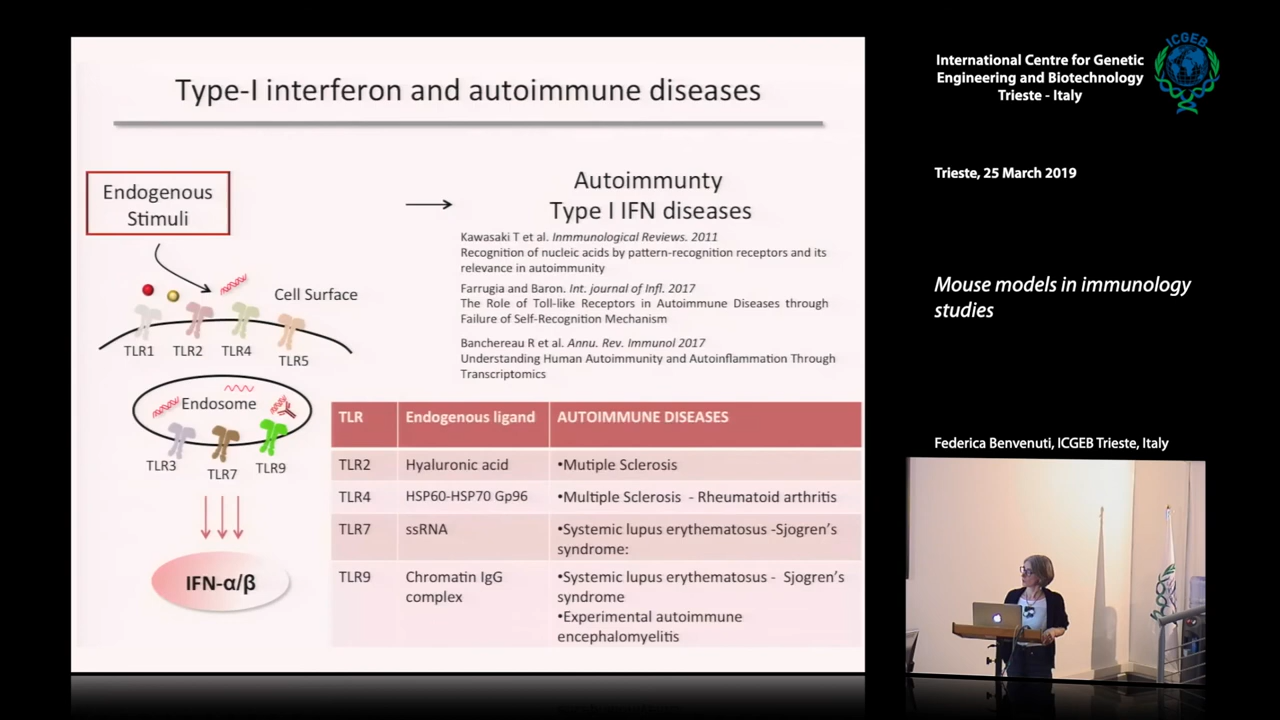 Type-I interferon and autoimmune diseases
Endogenous
Stimuli
Autoimmunty
Type I IFN diseases
Kawasaki T et al. Inmmunological Reviews. 2011
Recognition of nucleic acids by pattern-recognition receptors and its
relevance in autoimmunity
Farrugia and Baron. Int. journal of Infl. 2017
The Role of Toll-like Receptors in Autoimmune Diseases through
Failure of Self-Recognition Mechanism
Banchereau R et al. Annu. Rev. Immunol 2017
Understanding Human Autoimmunity and Autoinflammation Through
Transcriptomics
Cell Surface
TLR1
TLR2
TLR4
TLR5
Endosome
TLR3
TLR7
TLR9
IFN-α/β
TLR Endogenous ligand AUTOIMMUNE DISEASES
TLR2 Hyaluronic acid •Mutiple Sclerosis
TLR4 HSP60-HSP70 Gp96 •Multiple Sclerosis - Rheumatoid arthritis
TLR7 ssRNA •Systemic lupus erythematosus -Sjogren's
syndrome:
TLR9 Chromatin IgG •Systemic lupus erythematosus - Sjogren's
complex syndrome
•Experimental autoimmune
encephalomyelitis
International Centre for Genetic
Engineering and Biotechnology
Trieste - Italy
ICGEB
Trieste, 25 March 2019
Mouse models in immunology
studies
Federica Benvenuti, ICGEB Trieste, Italy